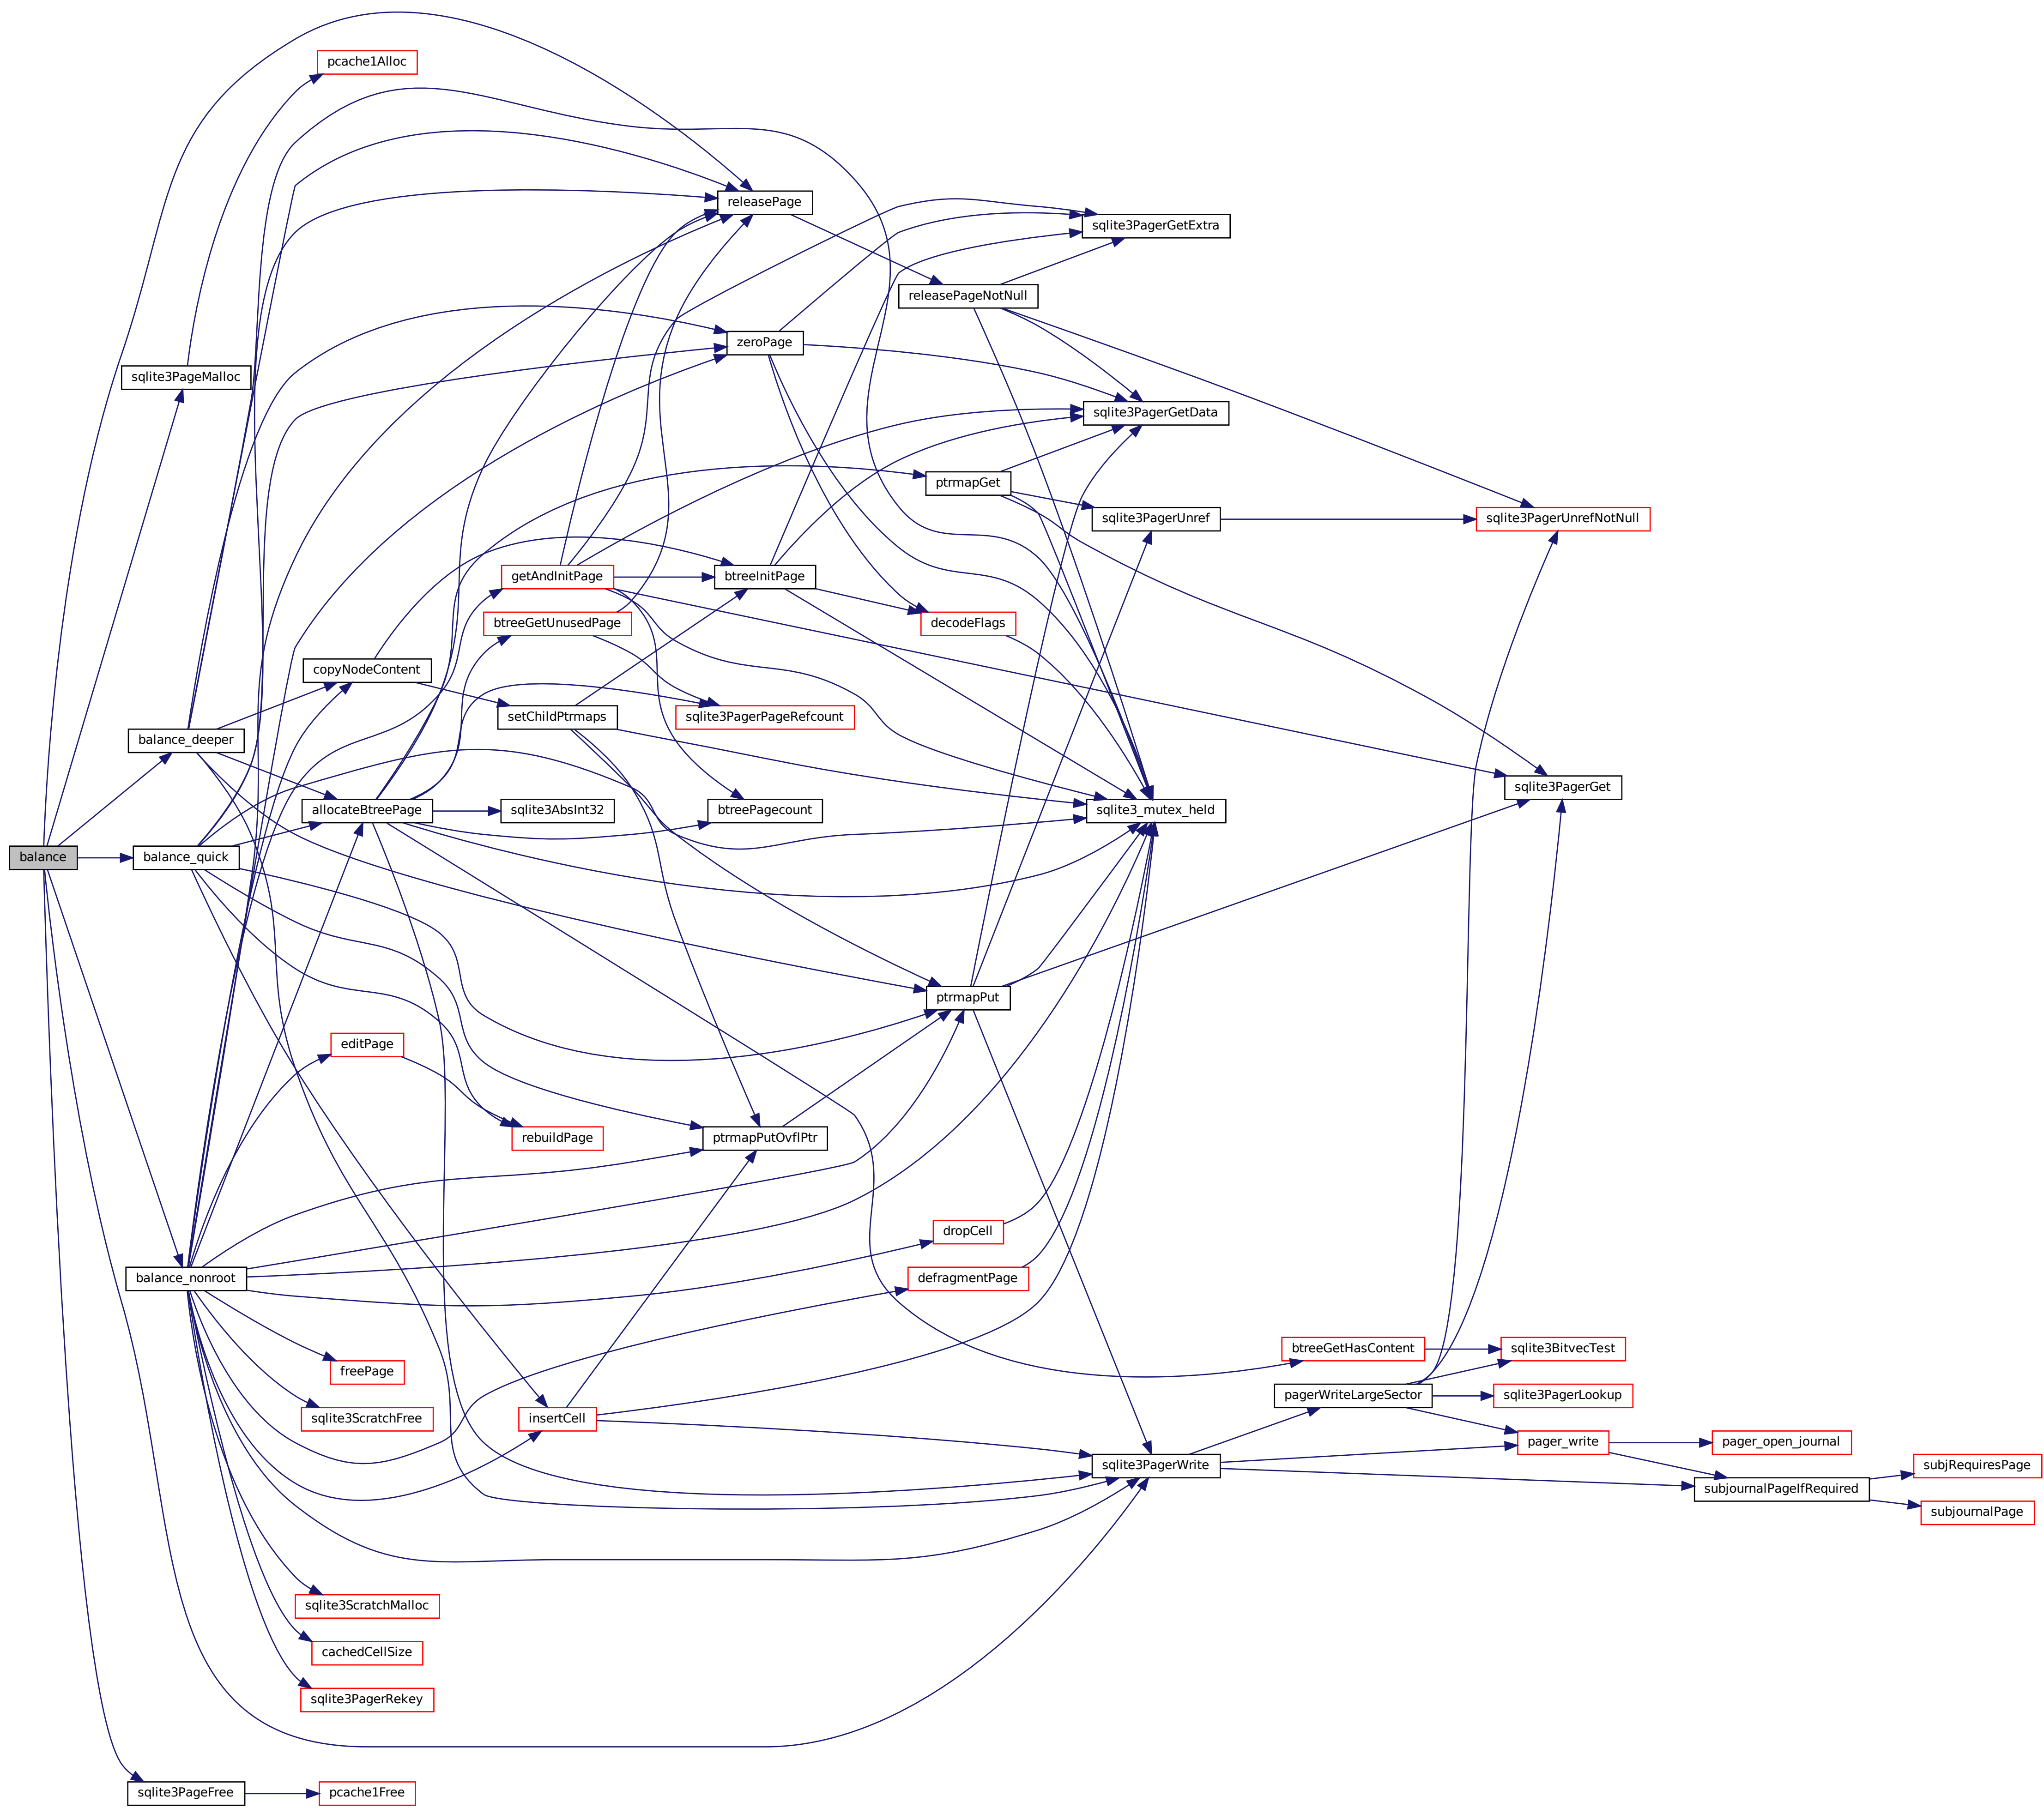 pcache1Alloc
releasePage
sqlite3PagerGetExtra
releasePageNotNull
zeroPage
sqlite3PageMalloc
sqlite3PagerGetData
ptrmapGet
sqlite3PagerUnref
sqlite3PagerUnrefNotNull
getAndInitPage
btreeInitPage
btreeGetUnusedPage
decodeFlags
copyNodeContent
setChildPtrmaps
sqlite3PagerPageRefcount
balance_deeper
sqlite3PagerGet
allocateBtreePage
sqlite3AbsInt32
btreePagecount
sqlite3_mutex_held
balance
balance_quick
ptrmapPut
editPage
rebuildPage
ptrmapPutOvflPtr
dropCell
balance_nonroot
defragmentPage
btreeGetHasContent
sqlite3BitvecTest
freePage
pagerWriteLargeSector
sqlite3PagerLookup
sqlite3ScratchFree
insertCell
pager_write
pager_open_journal
sqlite3PagerWrite
subjRequiresPage
subjournalPageIfRequired
subjournalPage
sqlite3ScratchMalloc
cachedCellSize
sqlite3PagerRekey
sqlite3PageFree
pcache1Free